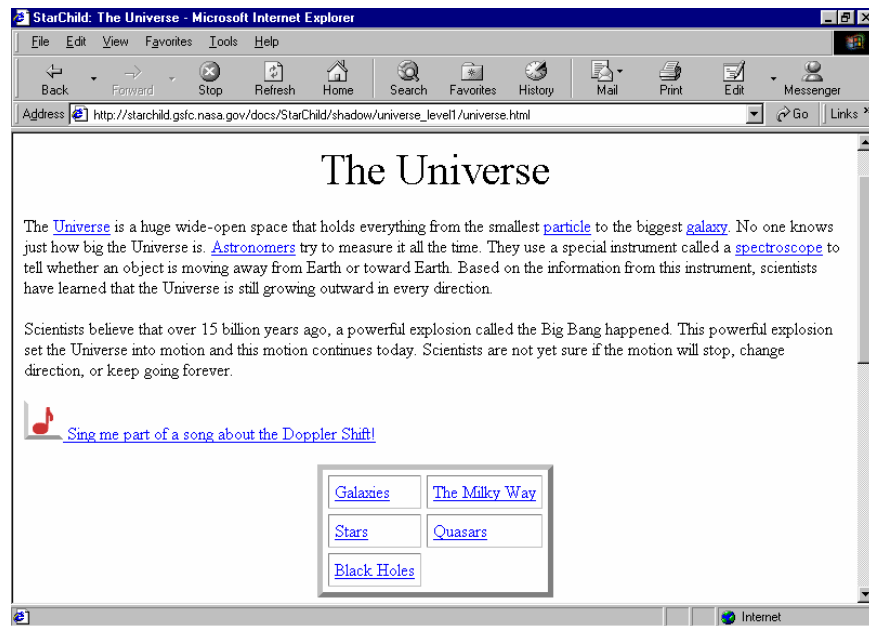 StarChild: The Universe - Microsoft Internet Explorer
File Edit View Favorites Tools Help
Back Forward Stop Refresh Home Search Favorites History Mail Print Edit Messenger
Address http://starchild.gsfc.nasa.gov/docs/StarChild/shadow/universe_level1/universe.html Go Links »
The Universe
The Universe is a huge wide-open space that holds everything from the smallest particle to the biggest galaxy. No one knows
just how big the Universe is. Astronomers try to measure it all the time. They use a special instrument called a spectroscope to
tell whether an object is moving away from Earth or toward Earth. Based on the information from this instrument, scientists
have learned that the Universe is still growing outward in every direction.
Scientists believe that over 15 billion years ago, a powerful explosion called the Big Bang happened. This powerful explosion
set the Universe into motion and this motion continues today. Scientists are not yet sure if the motion will stop, change
direction, or keep going forever.
Sing me part of a song about the Doppler Shift!
Galaxies The Milky Way
Stars Quasars
Black Holes
Internet